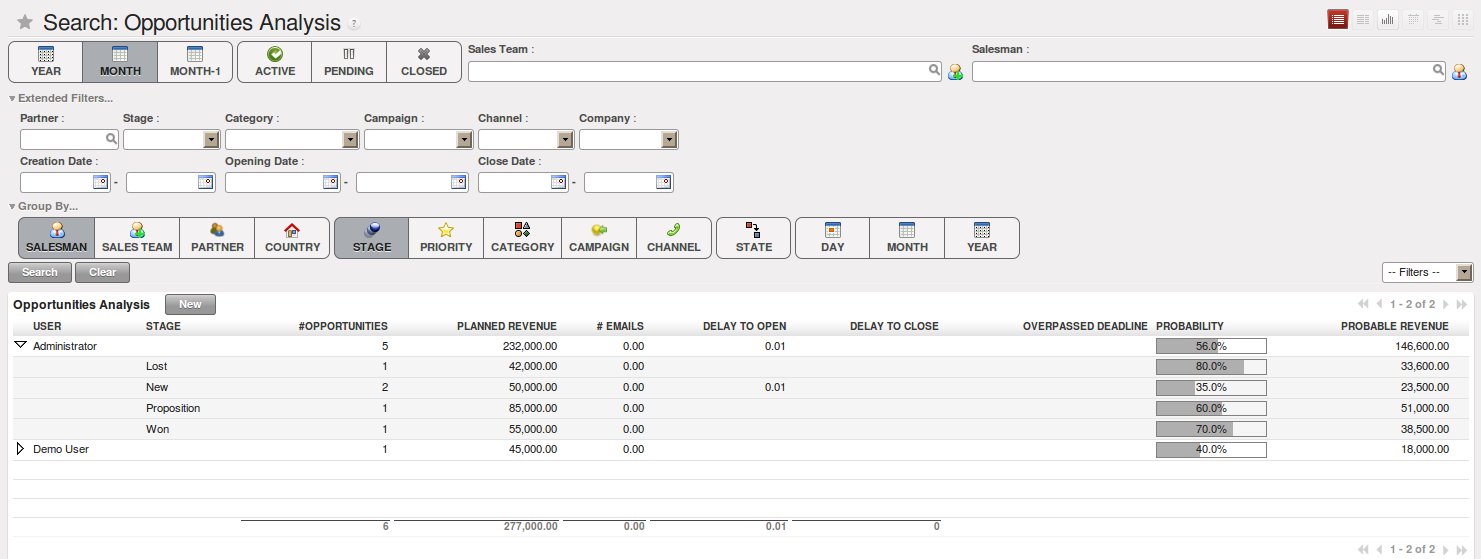 Search: Opportunities Analysis ?
YEAR MONTH MONTH-1 ACTIVE PENDING CLOSED Sales Team : Salesman :
Extended Filters...
Partner : Stage : Category : Campaign : Channel : Company :
Creation Date : Opening Date : Close Date :
- - -
Group By...
SALESMAN SALES TEAM PARTNER COUNTRY STAGE PRIORITY CATEGORY CAMPAIGN CHANNEL STATE DAY MONTH YEAR
Search Clear -- Filters --
Opportunities Analysis New 1 - 2 of 2
USER STAGE #OPPORTUNITIES PLANNED REVENUE # EMAILS DELAY TO OPEN DELAY TO CLOSE OVERPASSED DEADLINE PROBABILITY PROBABLE REVENUE
Administrator 5 232,000.00 0.00 0.01 56.0% 146,600.00
Lost 1 42,000.00 0.00 80.0% 33,600.00
New 2 50,000.00 0.00 0.01 35.0% 23,500.00
Proposition 1 85,000.00 0.00 60.0% 51,000.00
Won 1 55,000.00 0.00 70.0% 38,500.00
Demo User 1 45,000.00 0.00 40.0% 18,000.00
6 277,000.00 0.00 0.01 0
1 - 2 of 2